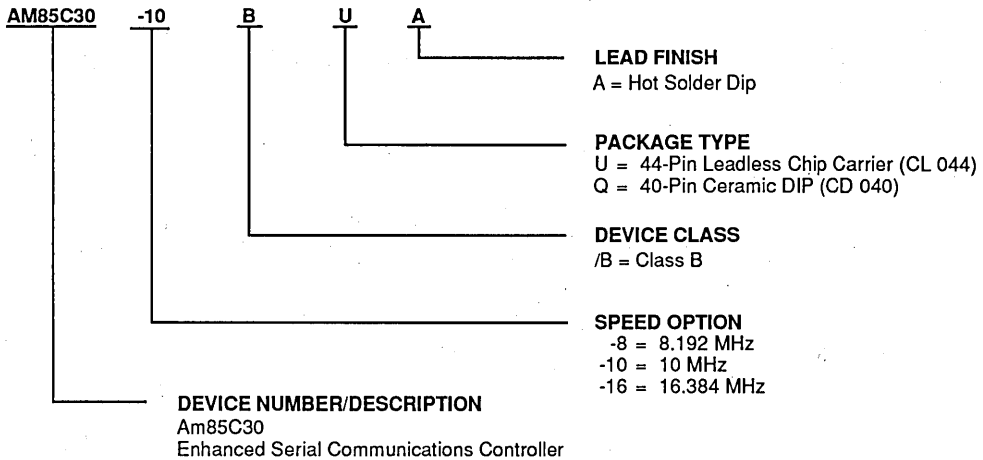 AM85C30 -10 B U A
LEAD FINISH
A = Hot Solder Dip
PACKAGE TYPE
U = 44-Pin Leadless Chip Carrier (CL 044)
Q = 40-Pin Ceramic DIP (CD 040)
DEVICE CLASS
/B = Class B
SPEED OPTION
-8 = 8.192 MHz
-10 = 10 MHz
-16 = 16.384 MHz
DEVICE NUMBER/DESCRIPTION
Am85C30
Enhanced Serial Communications Controller